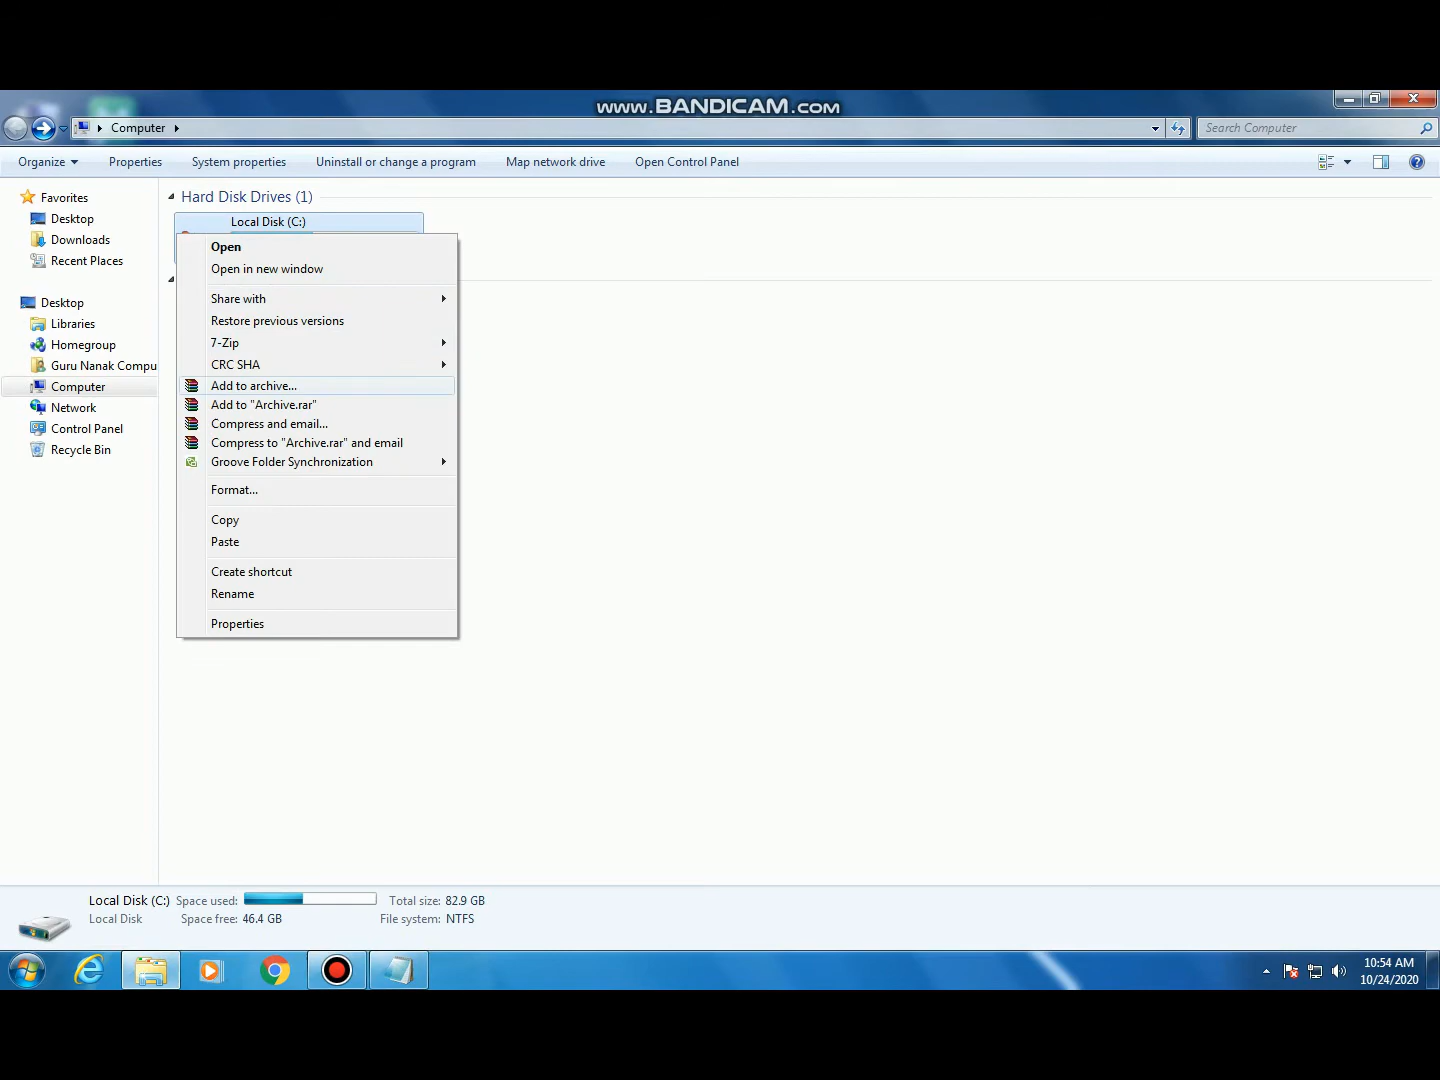 www.BANDICAM.com
Computer
Search Computer
Organize Properties System properties Uninstall or change a program Map network drive Open Control Panel
Favorites
Desktop
Downloads
Recent Places
Desktop
Libraries
Homegroup
Guru Nanak Compu
Computer
Network
Control Panel
Recycle Bin
Hard Disk Drives (1)
Local Disk (C:)
Open
Open in new window
Share with
Restore previous versions
7-Zip
CRC SHA
Add to archive...
Add to "Archive.rar"
Compress and email...
Compress to "Archive.rar" and email
Groove Folder Synchronization
Format...
Copy
Paste
Create shortcut
Rename
Properties
Local Disk (C:) Space used: Total size: 82.9 GB
Local Disk Space free: 46.4 GB File system: NTFS
10:54 AM
10/24/2020